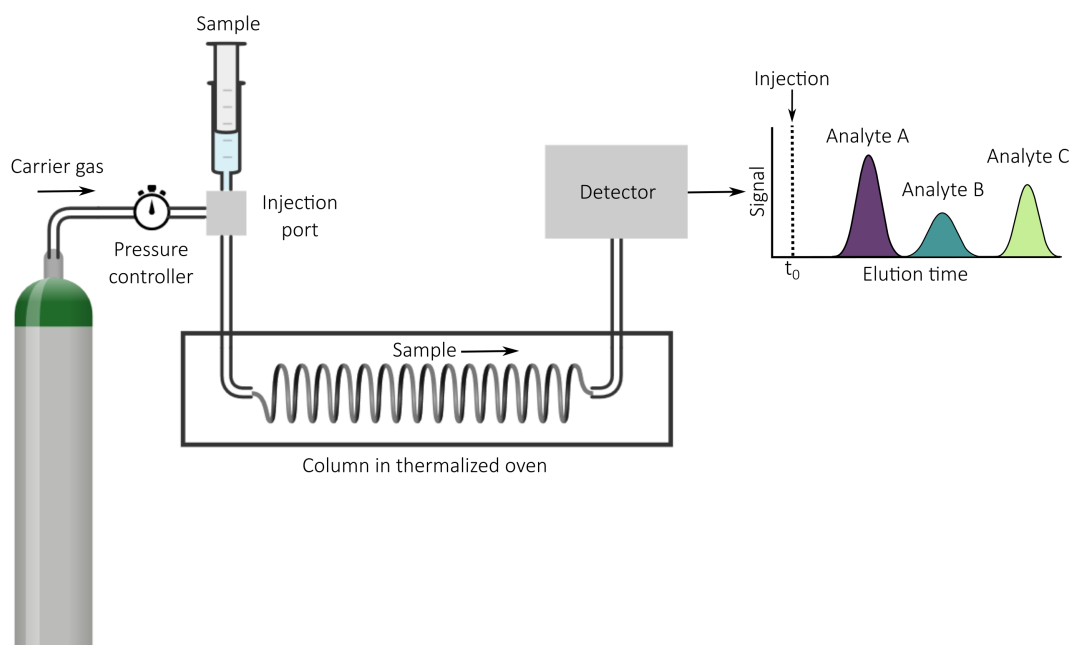 Sample
Carrier gas
Pressure
controller
Injection
port
Sample
Column in thermalized oven
Detector
Injection
Signal
Analyte A
Analyte B
Analyte C
t₀
Elution time